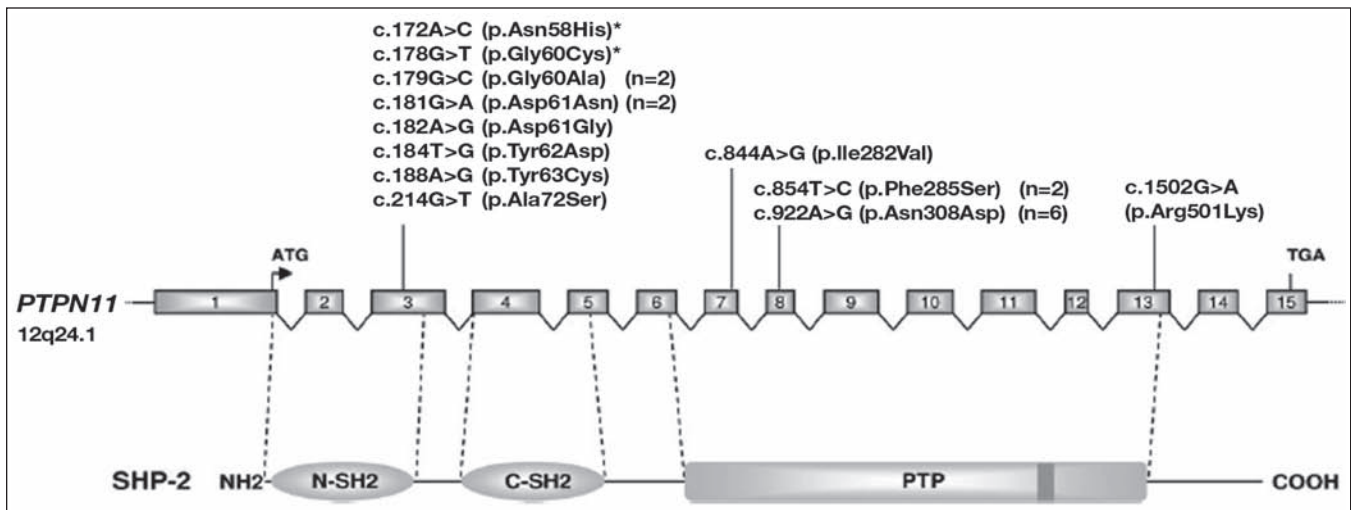 c.172A>C (p.Asn58His)*
c.178G>T (p.Gly60Cys)*
c.179G>C (p.Gly60Ala) (n=2)
c.181G>A (p.Asp61Asn) (n=2)
c.182A>G (p.Asp61Gly)
c.184T>G (p.Tyr62Asp)
c.188A>G (p.Tyr63Cys)
c.214G>T (p.Ala72Ser)
c.844A>G (p.Ile282Val)
c.854T>C (p.Phe285Ser) (n=2)
c.922A>G (p.Asn308Asp) (n=6)
c.1502G>A
(p.Arg501Lys)
ATG
TGA
PTPN11 1 2 3 4 5 6 7 8 9 10 11 12 13 14 15
12q24.1
SHP-2 NH2 N-SH2 C-SH2 PTP COOH